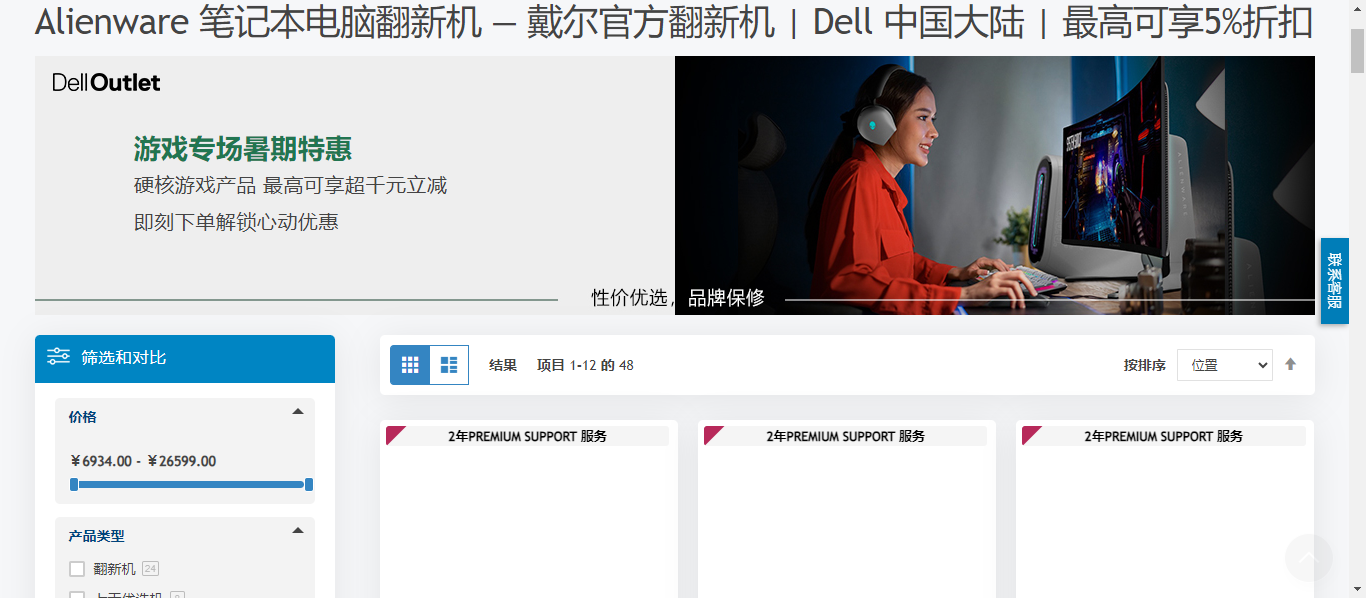 Alienware 笔记本电脑翻新机 — 戴尔官方翻新机 | Dell 中国大陆 | 最高可享5%折扣
Dell Outlet
游戏专场暑期特惠
硬核游戏产品 最高可享超千元立减
即刻下单解锁心动优惠
性价优选，品牌保修
联系客服
筛选和对比
结果 项目 1-12 的 48
按排序 位置
价格
¥6934.00 - ¥26599.00
产品类型
翻新机 24
2年PREMIUM SUPPORT 服务
2年PREMIUM SUPPORT 服务
2年PREMIUM SUPPORT 服务